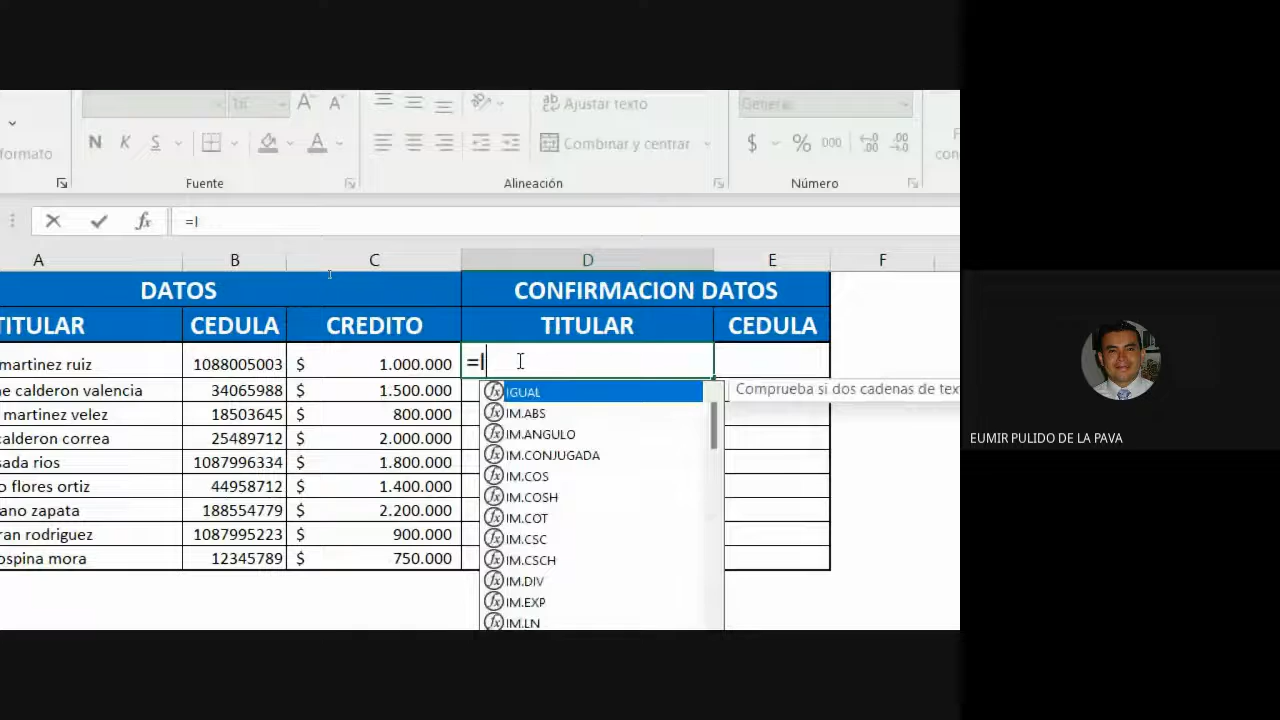 16 A A Ajustar texto General
formato N K S A Combinar y centrar $ % 000
Fuente Alineación Número
=I
A B C D E F
DATOS CONFIRMACION DATOS
TITULAR CEDULA CREDITO TITULAR CEDULA
martinez ruiz 1088005003 $ 1.000.000 =I
calderon valencia 34065988 $ 1.500.000 IGUAL Comprueba si dos cadenas de tex
martinez velez 18503645 $ 800.000 IM.ABS
calderon correa 25489712 $ 2.000.000 IM.ANGULO
sada rios 1087996334 $ 1.800.000 IM.CONJUGADA
o flores ortiz 44958712 $ 1.400.000 IM.COS
ano zapata 188554779 $ 2.200.000 IM.COSH
ran rodriguez 1087995223 $ 900.000 IM.COT
ospina mora 12345789 $ 750.000 IM.CSC
IM.CSCH
IM.DIV
IM.EXP
IM.LN
EUMIR PULIDO DE LA PAVA